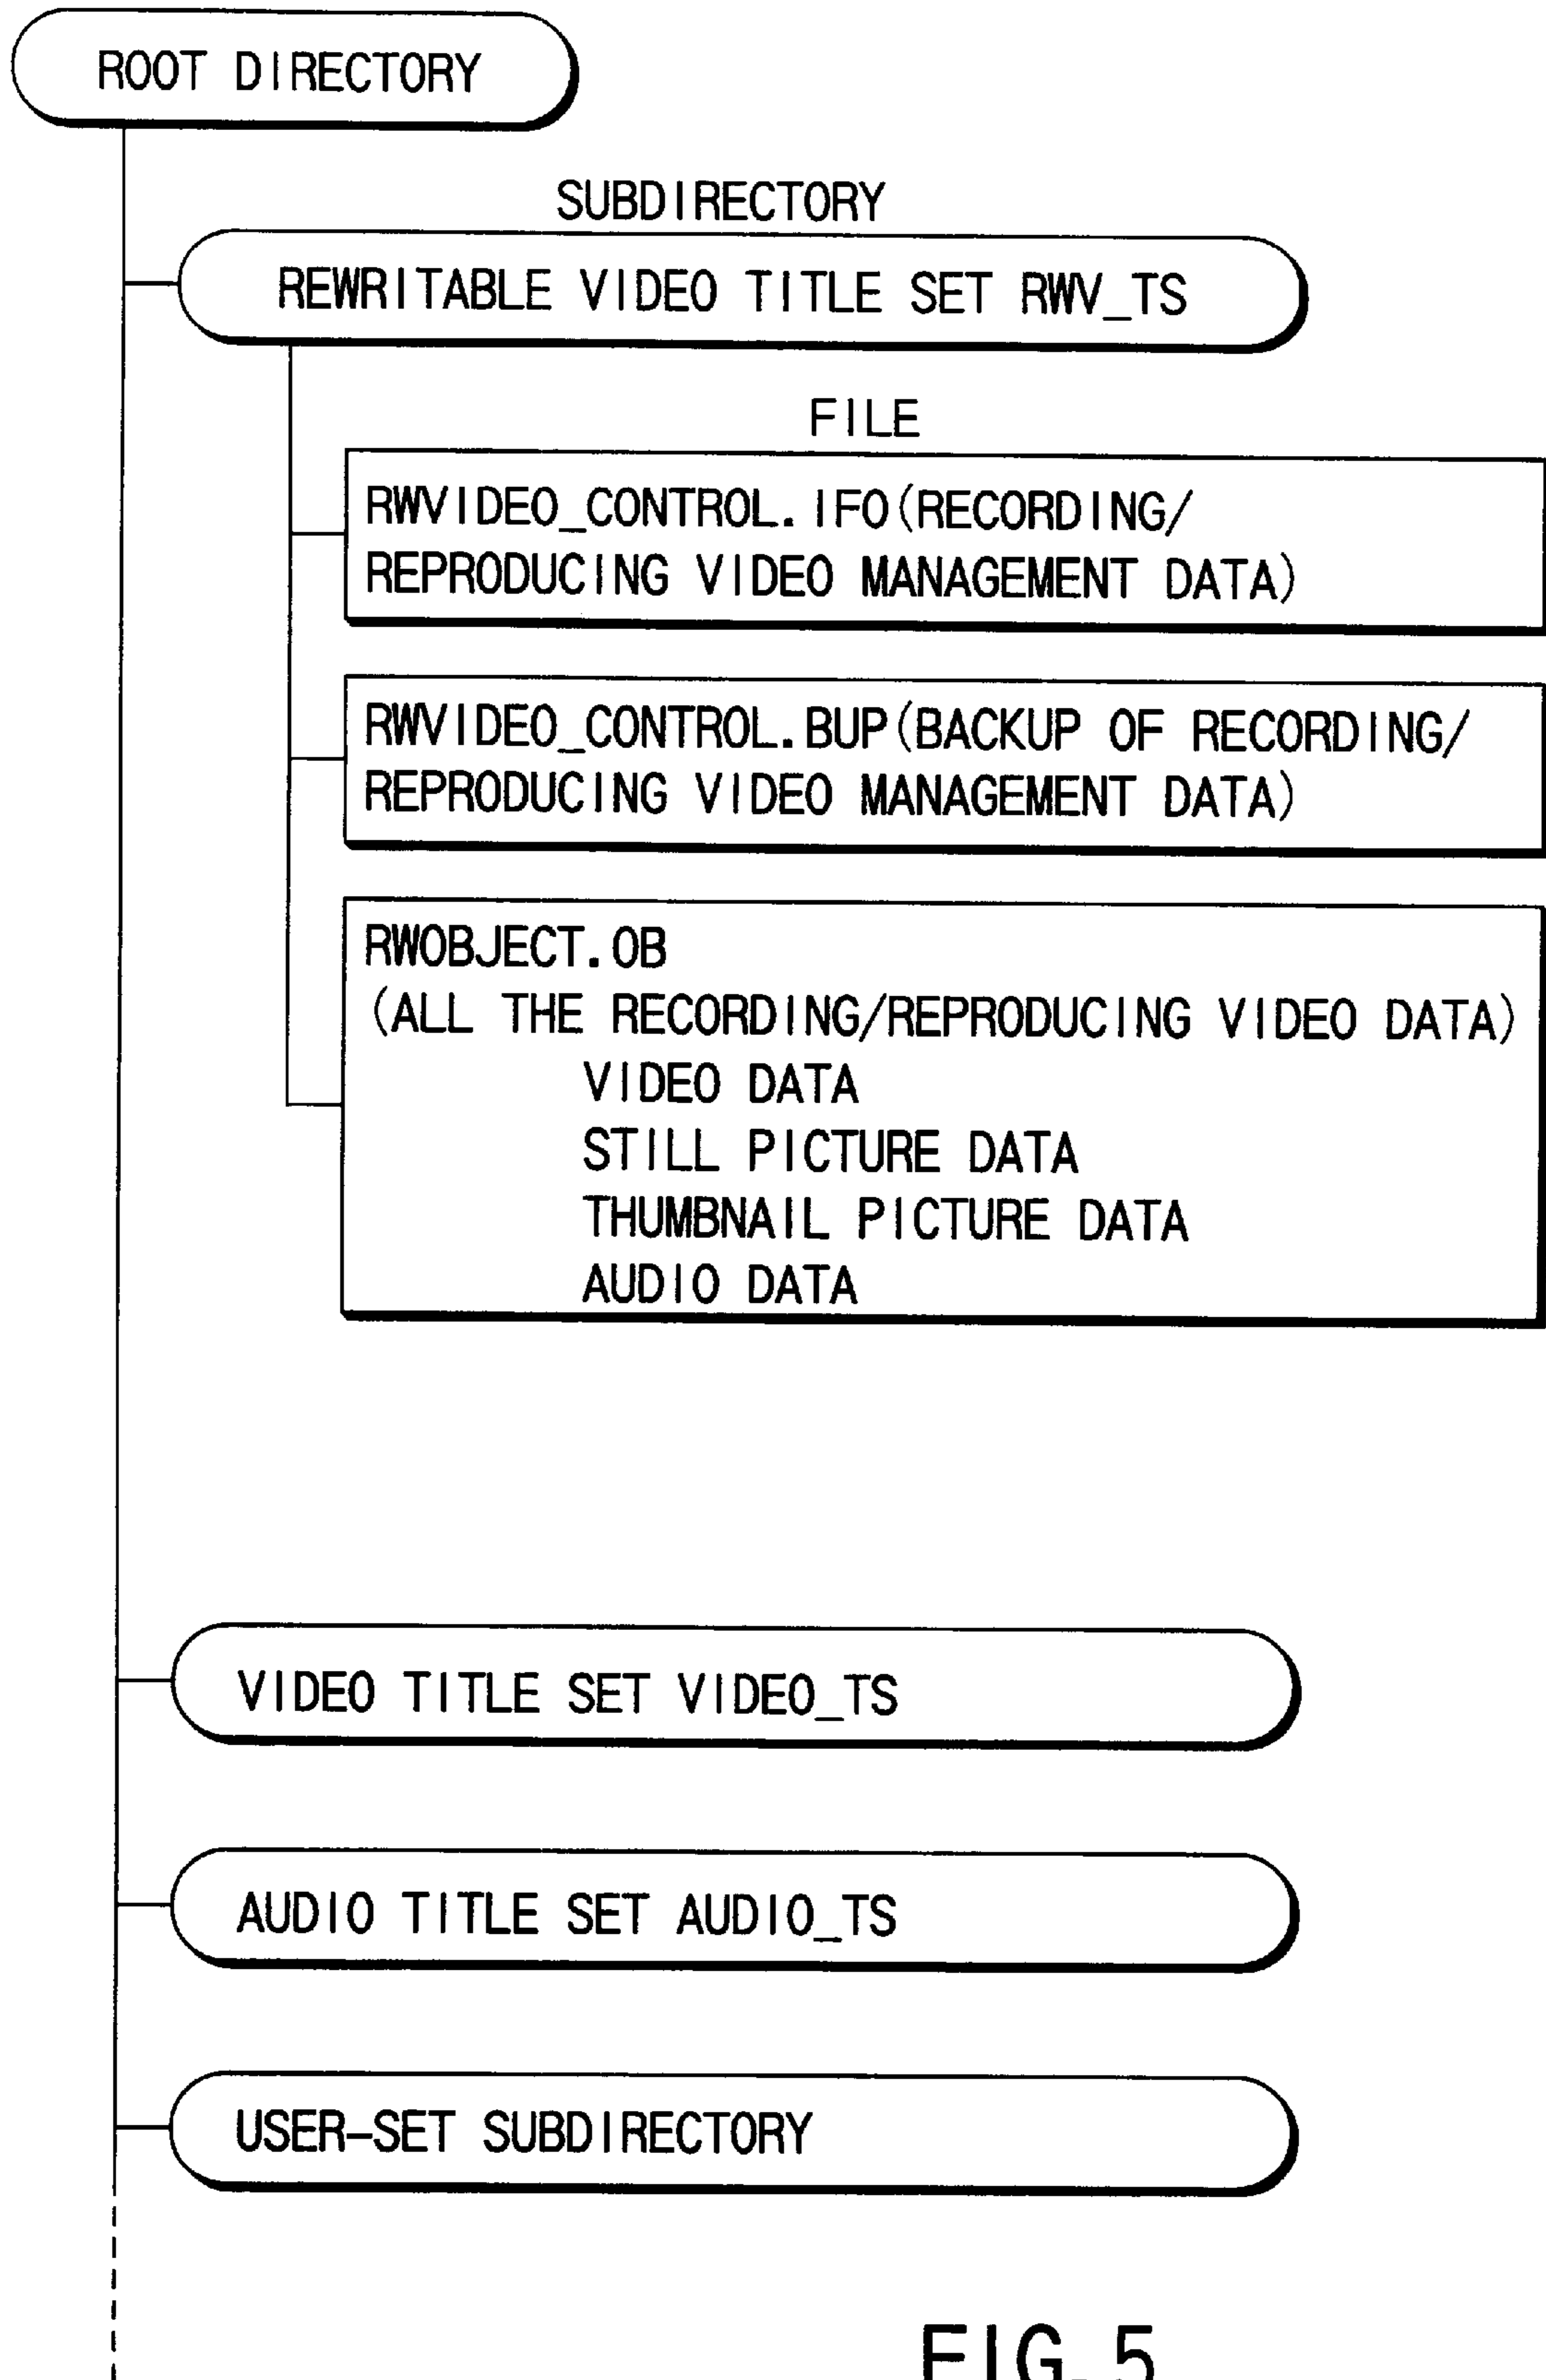 ROOT DIRECTORY
SUBDIRECTORY
REWRITABLE VIDEO TITLE SET RWV_TS
FILE
RWVIDEO_CONTROL.IFO(RECORDING/
REPRODUCING VIDEO MANAGEMENT DATA)
RWVIDEO_CONTROL.BUP(BACKUP OF RECORDING/
REPRODUCING VIDEO MANAGEMENT DATA)
RWOBJECT.OB
(ALL THE RECORDING/REPRODUCING VIDEO DATA)
VIDEO DATA
STILL PICTURE DATA
THUMBNAIL PICTURE DATA
AUDIO DATA
VIDEO TITLE SET VIDEO_TS
AUDIO TITLE SET AUDIO_TS
USER-SET SUBDIRECTORY
FIG. 5